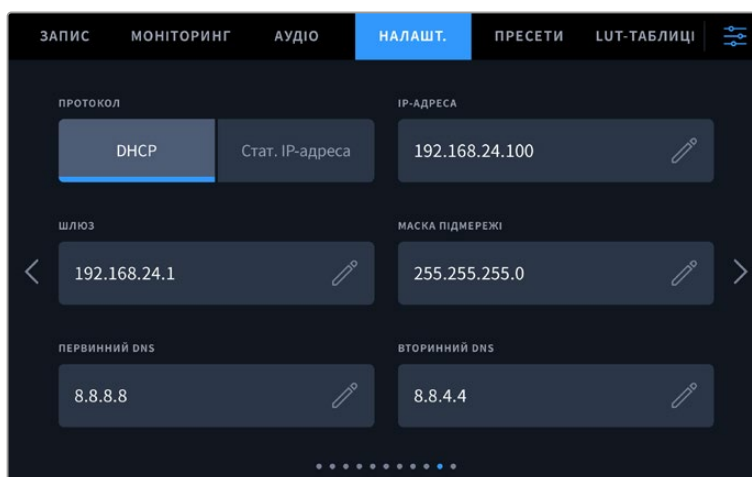 ЗАПИС МОНІТОРИНГ АУДІО НАЛАШТ. ПРЕСЕТИ LUT-ТАБЛИЦІ
ПРОТОКОЛ IP-АДРЕСА
DHCP Стат. IP-адреса 192.168.24.100
ШЛЮЗ МАСКА ПІДМЕРЕЖІ
192.168.24.1 255.255.255.0
ПЕРВИННИЙ DNS ВТОРИННИЙ DNS
8.8.8.8 8.8.4.4